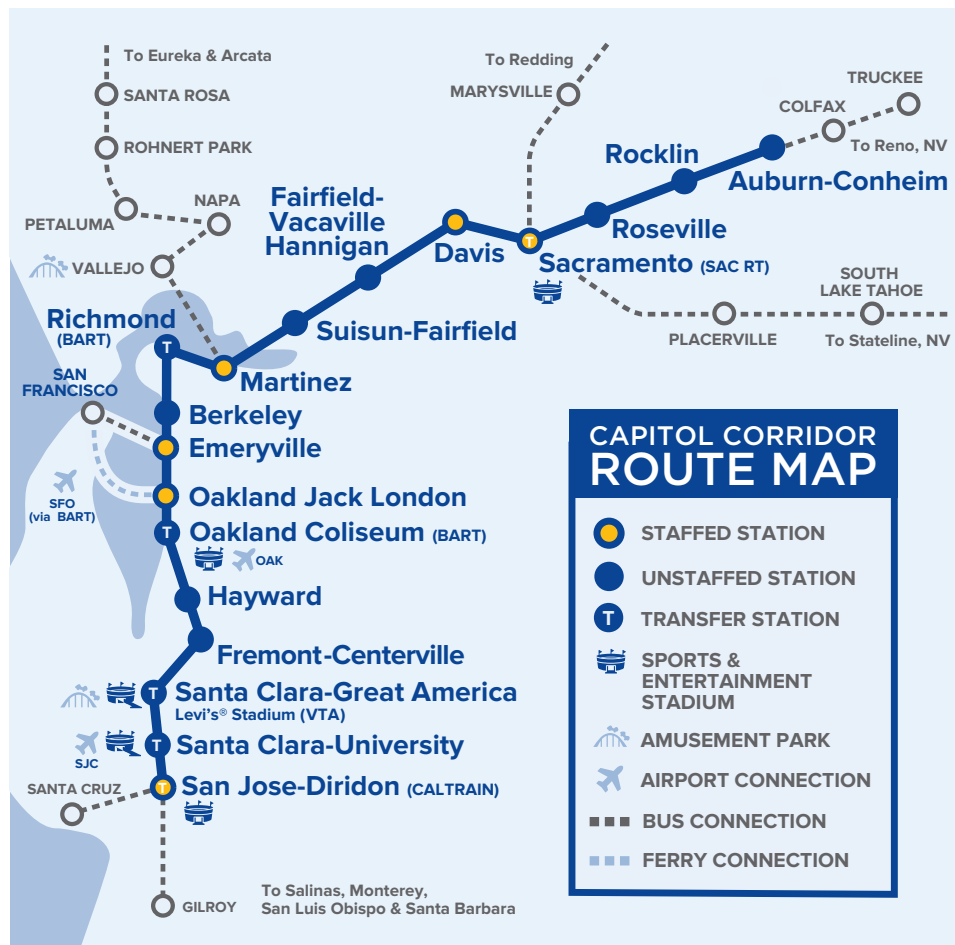 To Eureka & Arcata
SANTA ROSA
ROHNERT PARK
PETALUMA
NAPA
VALLEJO
To Redding
MARYSVILLE
TRUCKEE
COLFAX
To Reno, NV
Rocklin
Auburn-Conheim
Roseville
Fairfield-
Vacaville
Hannigan
Davis
T
Sacramento (SAC RT)
SOUTH
LAKE TAHOE
PLACERVILLE
To Stateline, NV
Suisun-Fairfield
Richmond
(BART)
T
Martinez
SAN
FRANCISCO
Berkeley
Emeryville
SFO
(via BART)
Oakland Jack London
T
Oakland Coliseum (BART)
OAK
Hayward
Fremont-Centerville
T
Santa Clara-Great America
Levi's® Stadium (VTA)
T
Santa Clara-University
SJC
T
San Jose-Diridon (CALTRAIN)
SANTA CRUZ
GILROY
To Salinas, Monterey,
San Luis Obispo & Santa Barbara
CAPITOL CORRIDOR
ROUTE MAP
STAFFED STATION
UNSTAFFED STATION
T
TRANSFER STATION
SPORTS &
ENTERTAINMENT
STADIUM
AMUSEMENT PARK
AIRPORT CONNECTION
BUS CONNECTION
FERRY CONNECTION